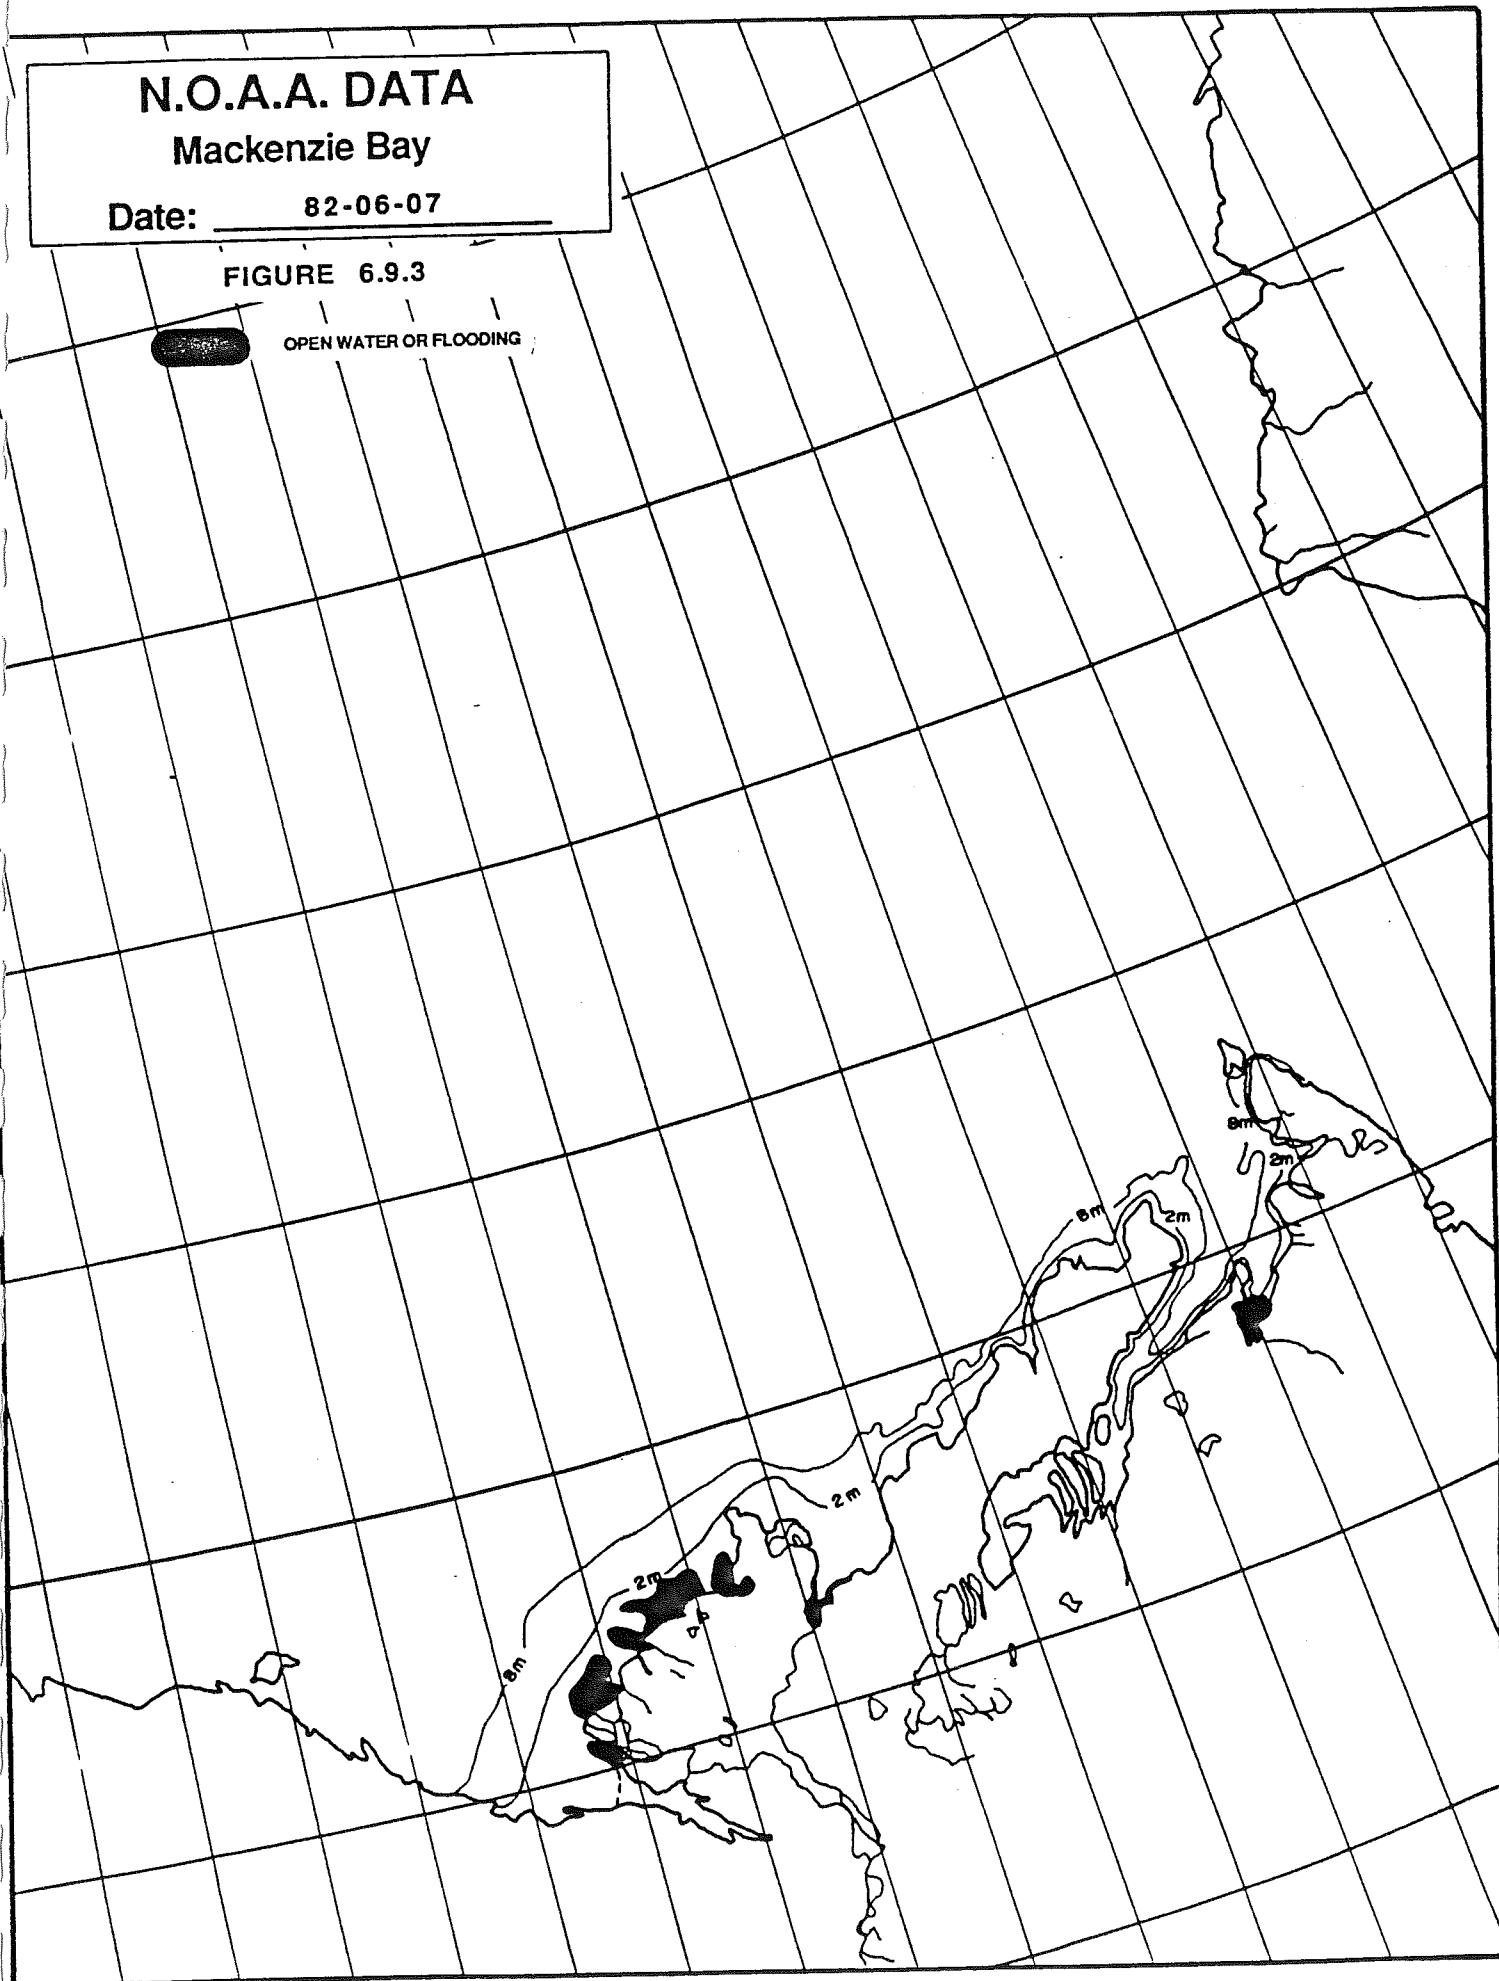 N.O.A.A. DATA
Mackenzie Bay
Date: 82-06-07
FIGURE 6.9.3
OPEN WATER OR FLOODING
8m
2m
8m
2m
2m
2m
8m